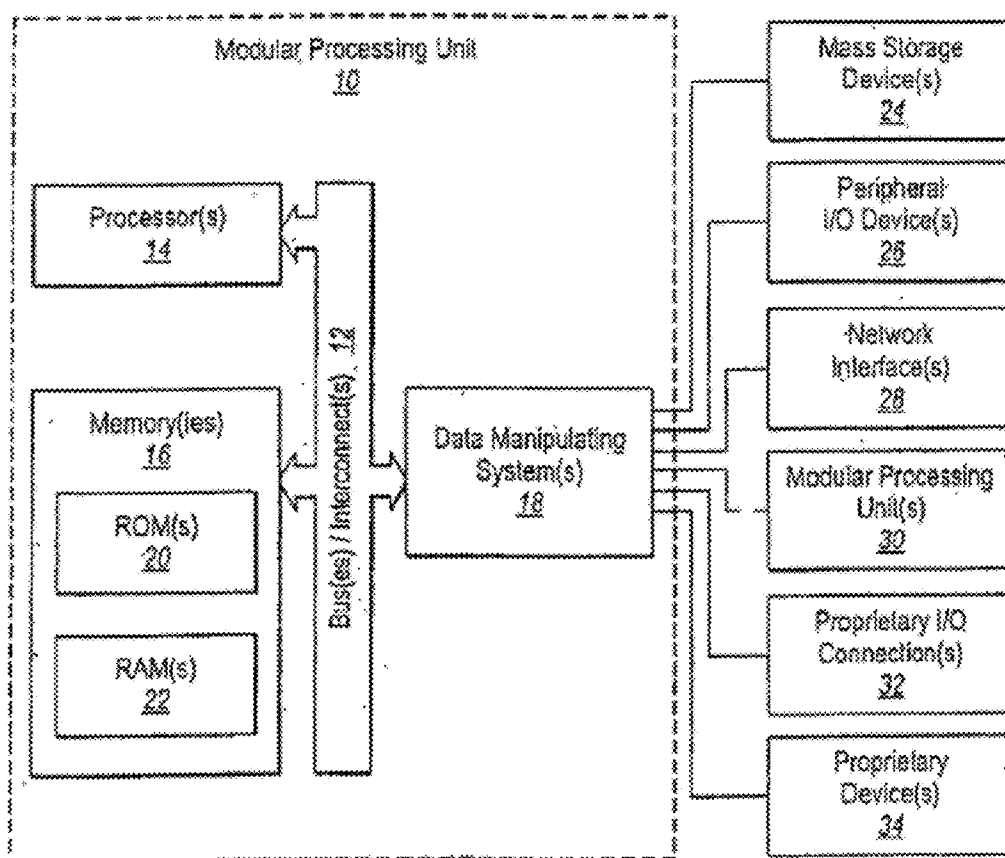 Modular Processing Unit
10
Processor(s)
14
Memory(ies)
16
ROM(s)
20
RAM(s)
22
Bus(es) / Interconnect(s) 12
Data Manipulating
System(s)
18
Mass Storage
Device(s)
24
Peripheral
I/O Device(s)
26
Network
Interface(s)
28
Modular Processing
Unit(s)
30
Proprietary I/O
Connection(s)
32
Proprietary
Device(s)
34